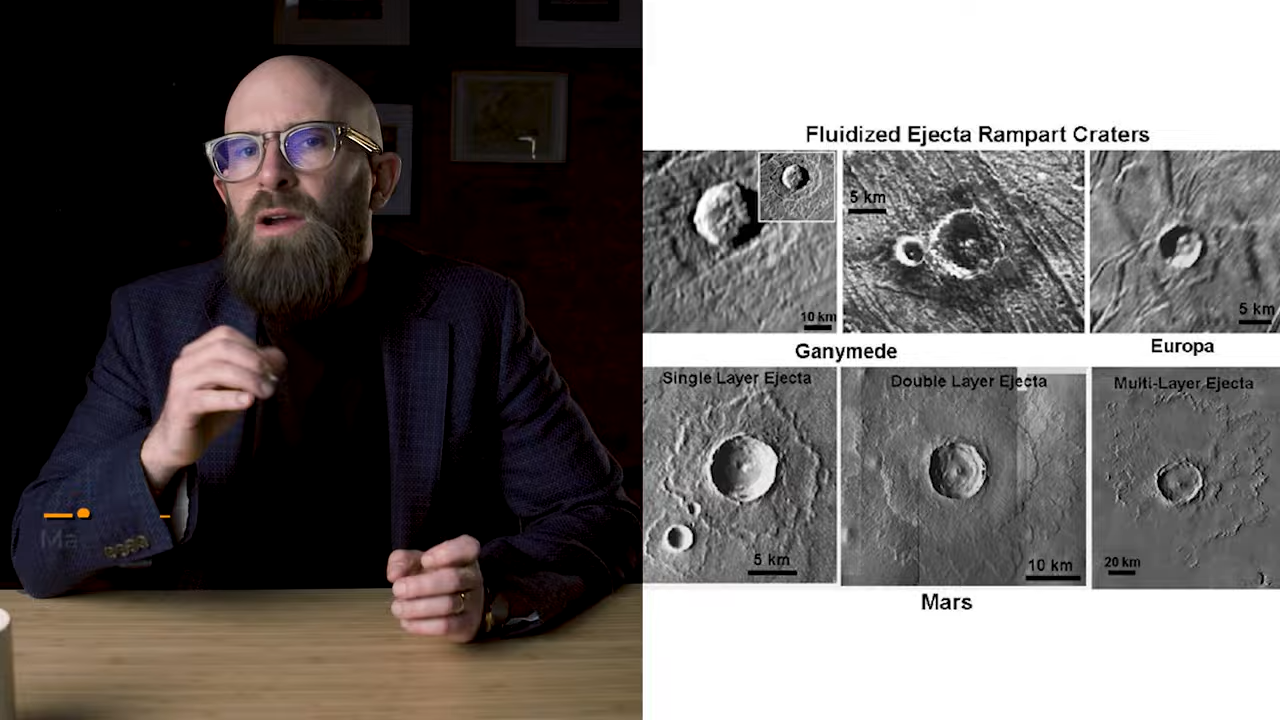 Ma
Fluidized Ejecta Rampart Craters
5 km
10 km
5 km
Ganymede
Europa
Single Layer Ejecta
Double Layer Ejecta
Multi-Layer Ejecta
5 km
10 km
20 km
Mars